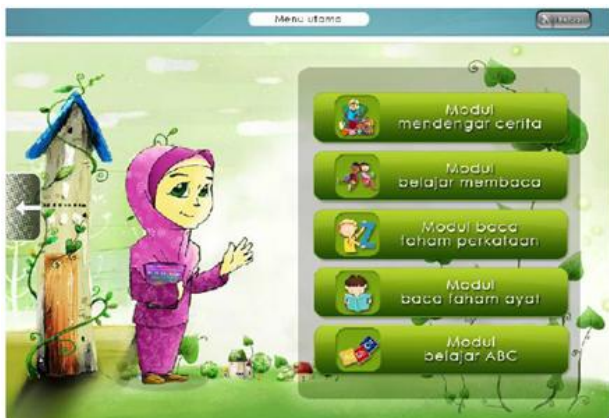 Menu utama
Modul
mendengar cerita
Modul
belajar membaca
Modul baca
faham perkataan
Modul
baca faham ayat
Modul
belajar ABC